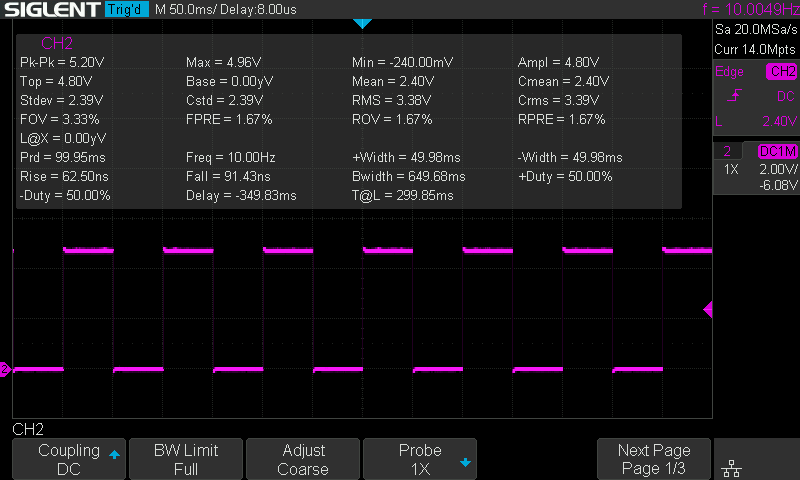 SIGLENT Trig'd M 50.0ms/ Delay:8.00us f = 10.0049Hz
Sa 20.0MSa/s
Curr 14.0Mpts
CH2
Pk-Pk = 5.20V Max = 4.96V Min = -240.00mV Ampl = 4.80V
Top = 4.80V Base = 0.00yV Mean = 2.40V Cmean = 2.40V
Stdev = 2.39V Cstd = 2.39V RMS = 3.38V Crms = 3.39V
FOV = 3.33% FPRE = 1.67% ROV = 1.67% RPRE = 1.67%
L@X = 0.00yV
Prd = 99.95ms Freq = 10.00Hz +Width = 49.98ms -Width = 49.98ms
Rise = 62.50ns Fall = 91.43ns Bwidth = 649.68ms +Duty = 50.00%
-Duty = 50.00% Delay = -349.83ms T@L = 299.85ms
Edge CH2
DC
L 2.40V
2 DC1M
1X 2.00V/
-6.08V
2
CH2
Coupling
DC
BW Limit
Full
Adjust
Coarse
Probe
1X
Next Page
Page 1/3